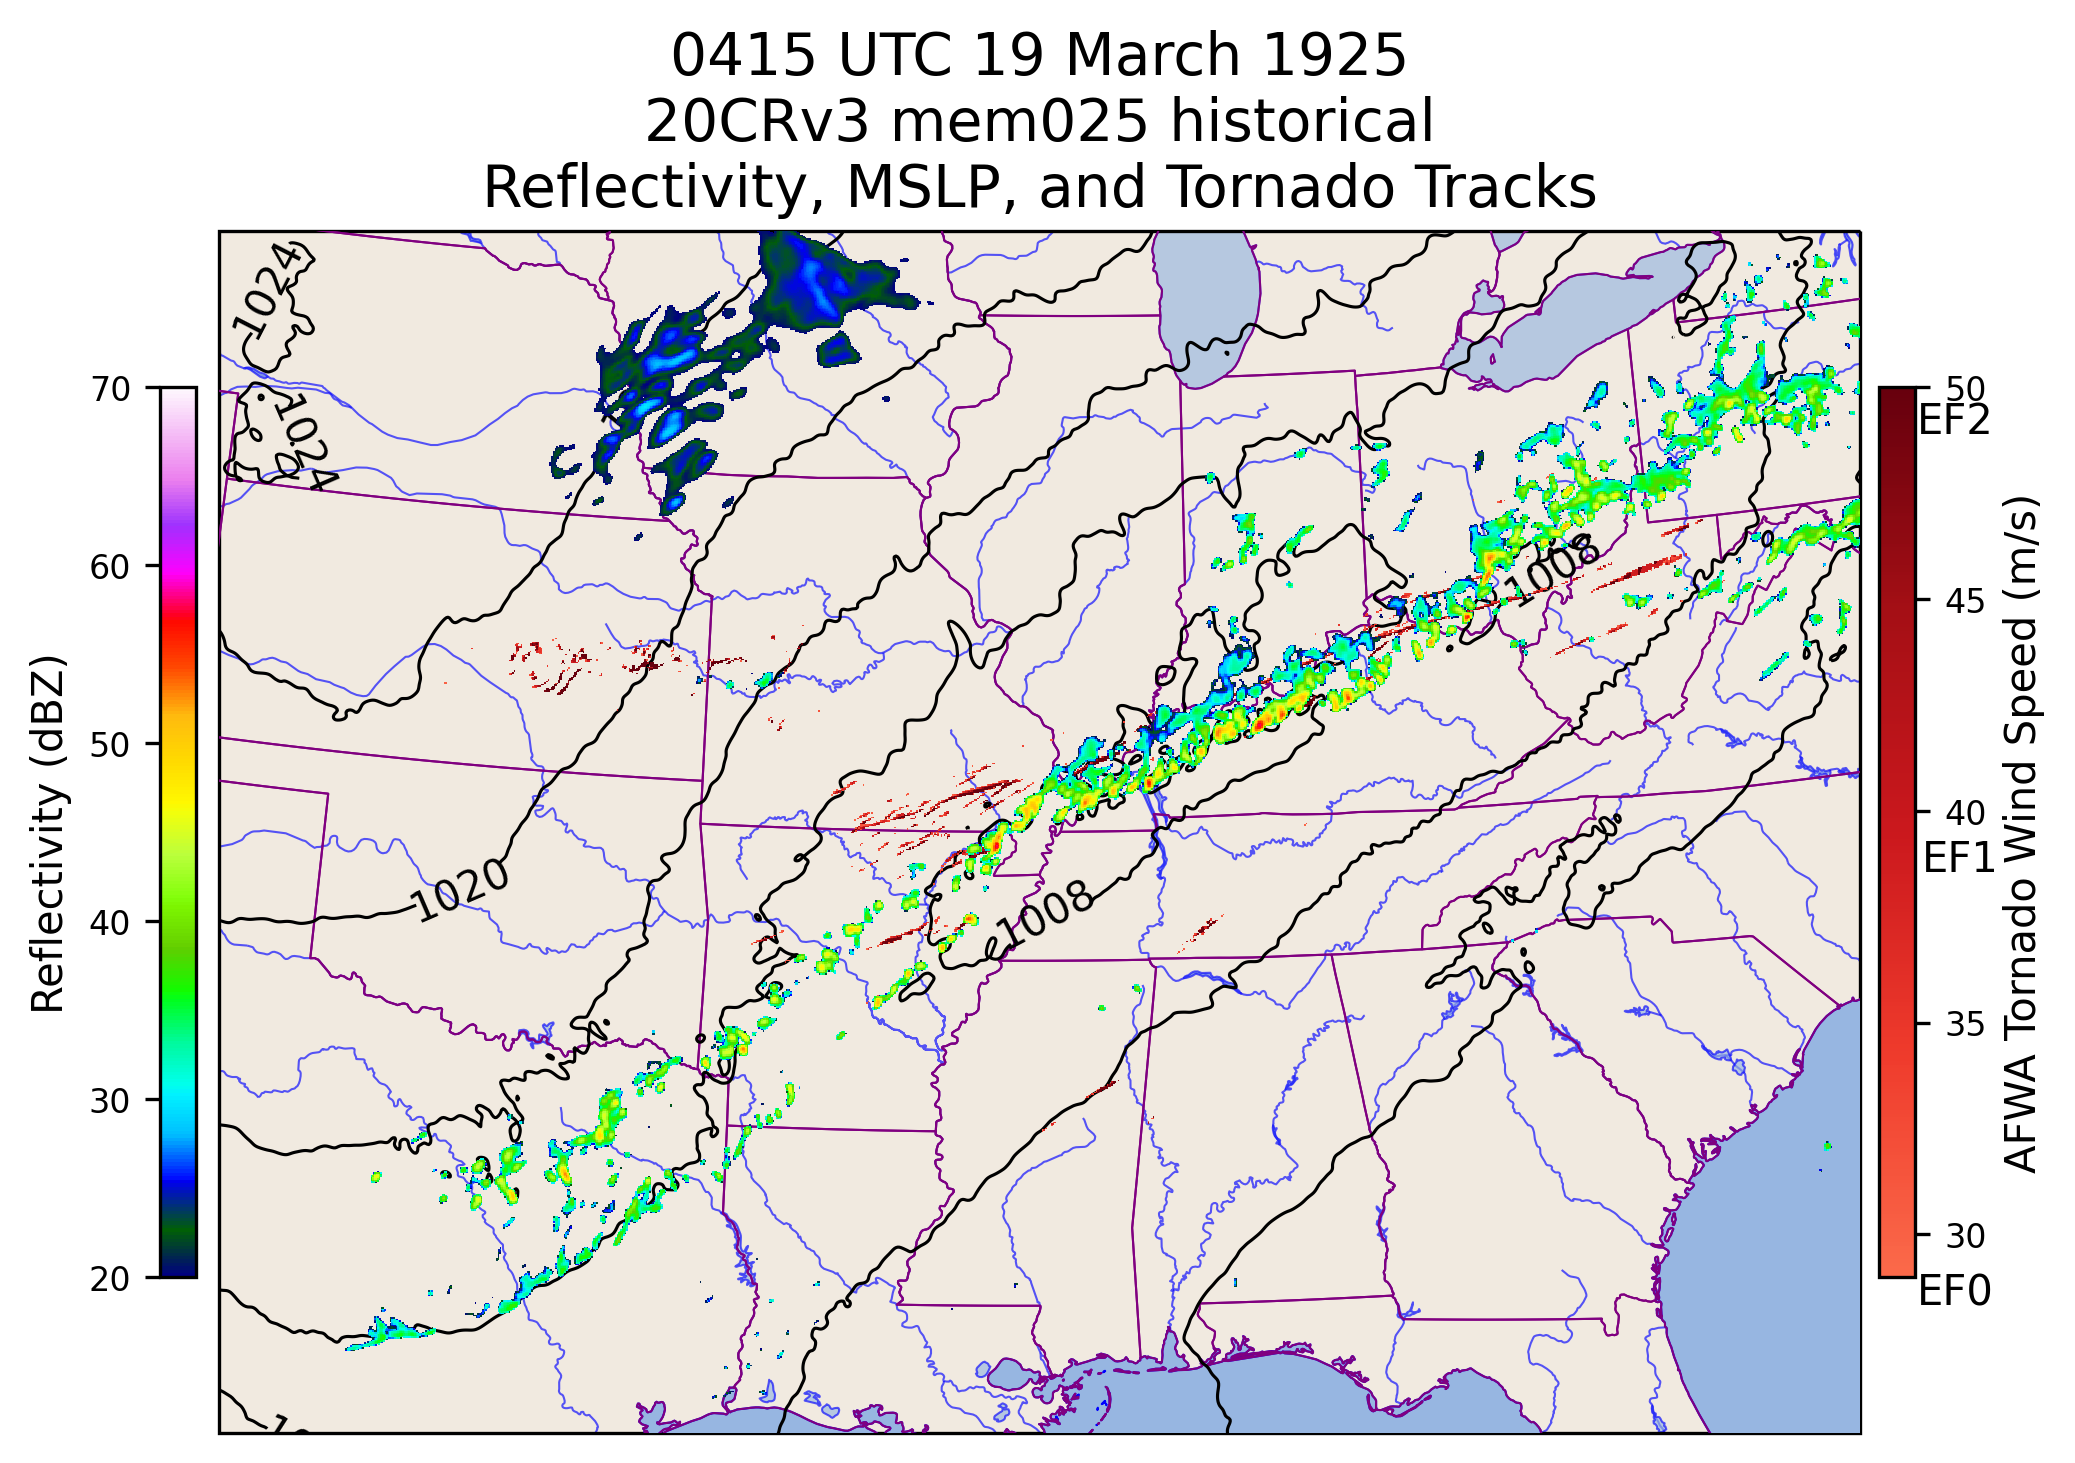 0415 UTC 19 March 1925
20CRv3 mem025 historical
Reflectivity, MSLP, and Tornado Tracks
70
60
50
40
30
20
Reflectivity (dBZ)
1024
1024
1020
1008
1008
50
EF2
45
40
EF1
35
30
EF0
AFWA Tornado Wind Speed (m/s)